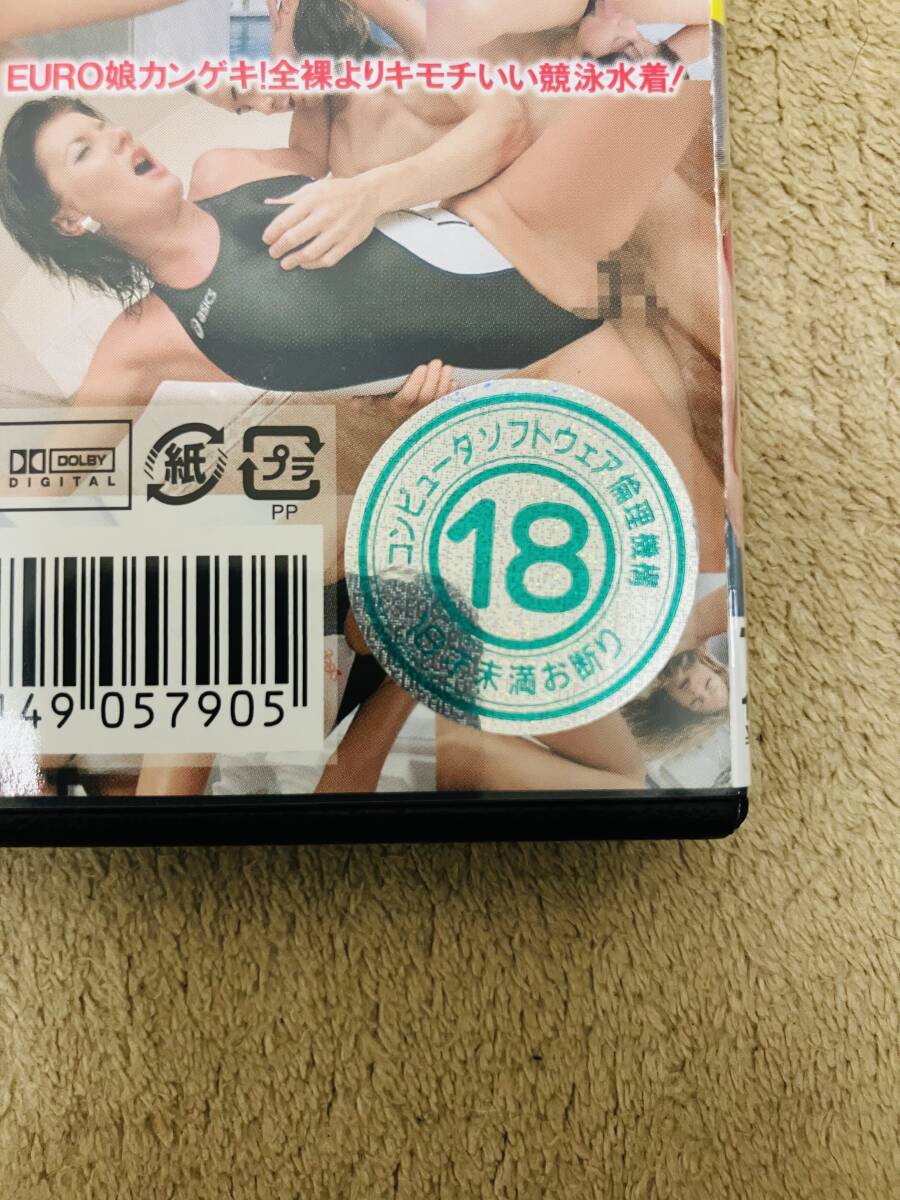 EURO娘カンゲキ!全裸よりキモチいい競泳水着!
asics
DOLBY
DIGITAL
紙
プラ
PP
コンピュータソフトウェア倫理機構
18
18才未満お断り
149 057905